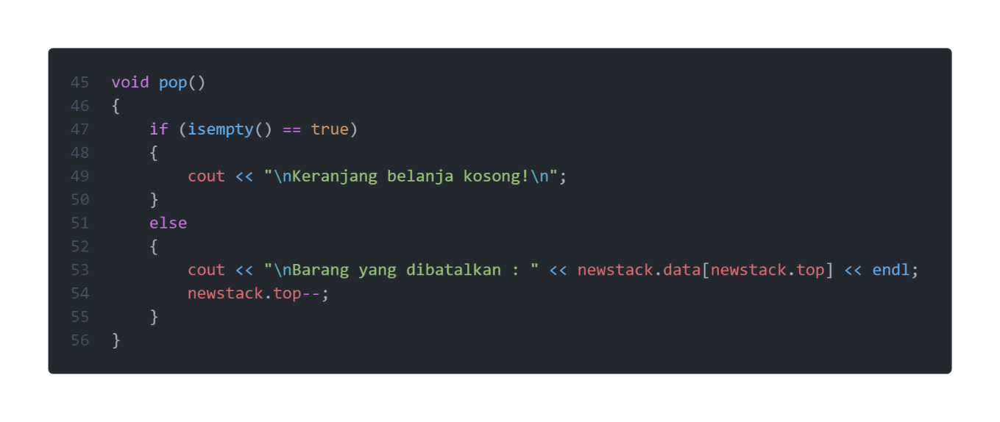 45 void pop()
46 {
47     if (isempty() == true)
48     {
49         cout << "\nKeranjang belanja kosong!\n";
50     }
51     else
52     {
53         cout << "\nBarang yang dibatalkan : " << newstack.data[newstack.top] << endl;
54         newstack.top--;
55     }
56 }